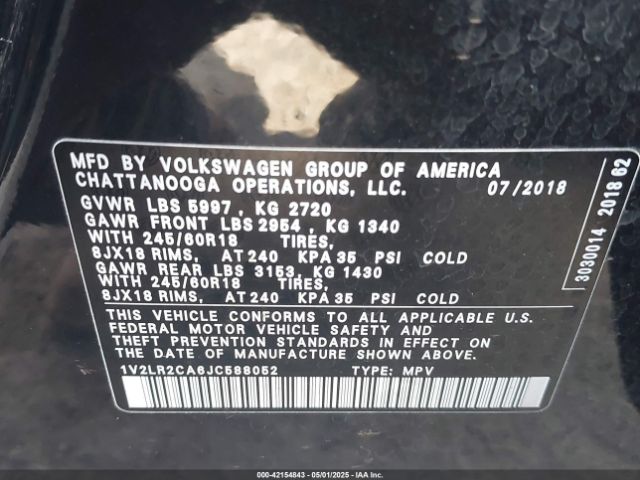 MFD BY VOLKSWAGEN GROUP OF AMERICA
CHATTANOOGA OPERATIONS, LLC. 07/2018
GVWR LBS 5997 , KG 2720
GAWR FRONT LBS 2954 , KG 1340
WITH 245/60R18 TIRES,
8JX18 RIMS, AT 240 KPA 35 PSI COLD
GAWR REAR LBS 3153, KG 1430
WITH 245/60R18 TIRES,
8JX18 RIMS, AT 240 KPA 35 PSI COLD
THIS VEHICLE CONFORMS TO ALL APPLICABLE U.S.
FEDERAL MOTOR VEHICLE SAFETY AND
THEFT PREVENTION STANDARDS IN EFFECT
ON THE DATE OF MANUFACTURE SHOWN ABOVE.
1V2LR2CA6JC588052 TYPE: MPV
3030014 2018 62
000-42154843 - 05/01/2025 - IAA Inc.